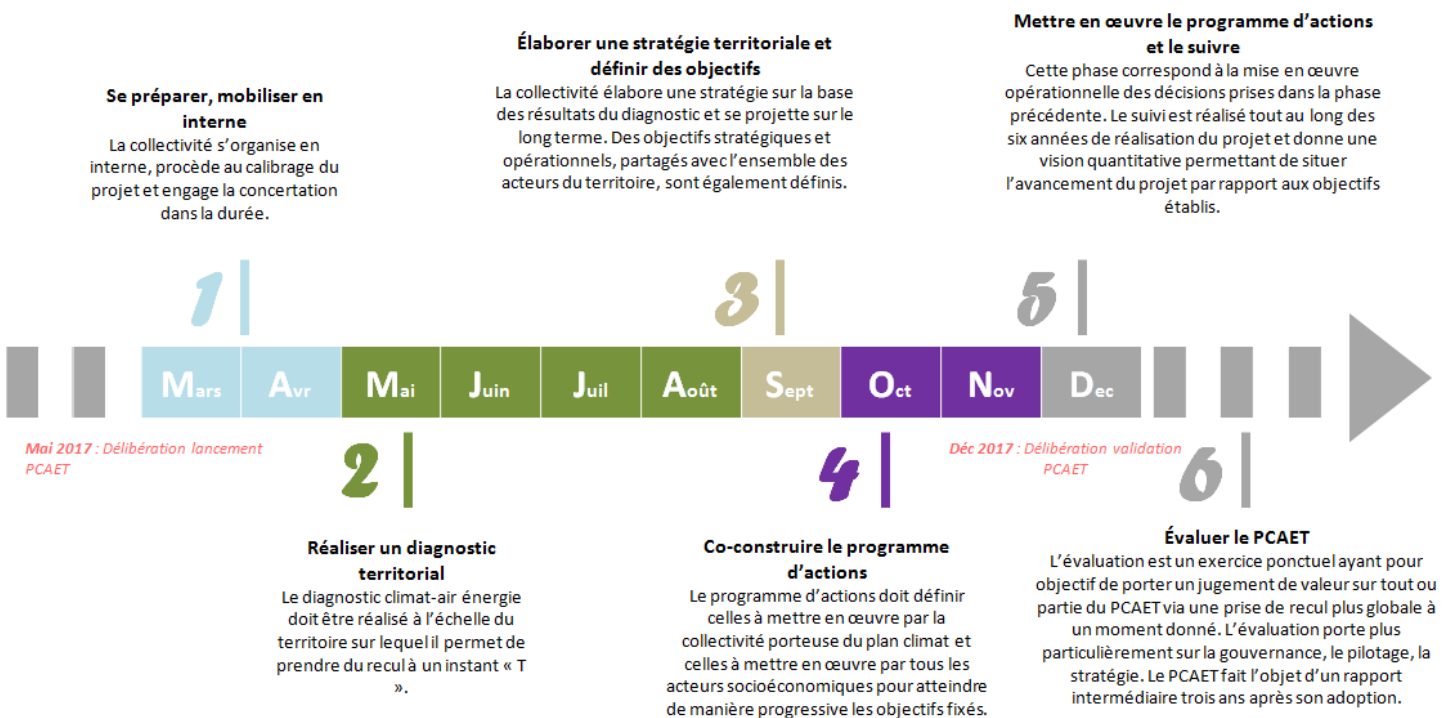 Se préparer, mobiliser en
interne
La collectivité s’organise en
interne, procède au calibrage du
projet et engage la concertation
dans la durée.
Élaborer une stratégie territoriale et
définir des objectifs
La collectivité élabore une stratégie sur la base
des résultats du diagnostic et se projette sur le
long terme. Des objectifs stratégiques et
opérationnels, partagés avec l’ensemble des
acteurs du territoire, sont également définis.
Mettre en œuvre le programme d’actions
et le suivre
Cette phase correspond à la mise en œuvre
opérationnelle des décisions prises dans la phase
précédente. Le suivi est réalisé tout au long des
six années de réalisation du projet et donne une
vision quantitative permettant de situer
l’avancement du projet par rapport aux objectifs
établis.
1
3
5
Mars
Avr
Mai
Juin
Juil
Août
Sept
Oct
Nov
Dec
Mai 2017 : Délibération lancement
PCAET
Déc 2017 : Délibération validation
PCAET
2
4
6
Réaliser un diagnostic
territorial
Le diagnostic climat-air énergie
doit être réalisé à l’échelle du
territoire sur lequel il permet de
prendre du recul à un instant « T
».
Co-construire le programme
d’actions
Le programme d’actions doit définir
celles à mettre en œuvre par la
collectivité porteuse du plan climat et
celles à mettre en œuvre par tous les
acteurs socioéconomiques pour atteindre
de manière progressive les objectifs fixés.
Évaluer le PCAET
L’évaluation est un exercice ponctuel ayant pour
objectif de porter un jugement de valeur sur tout ou
partie du PCAET via une prise de recul plus globale à
un moment donné. L’évaluation porte plus
particulièrement sur la gouvernance, le pilotage, la
stratégie. Le PCAET fait l’objet d’un rapport
intermédiaire trois ans après son adoption.